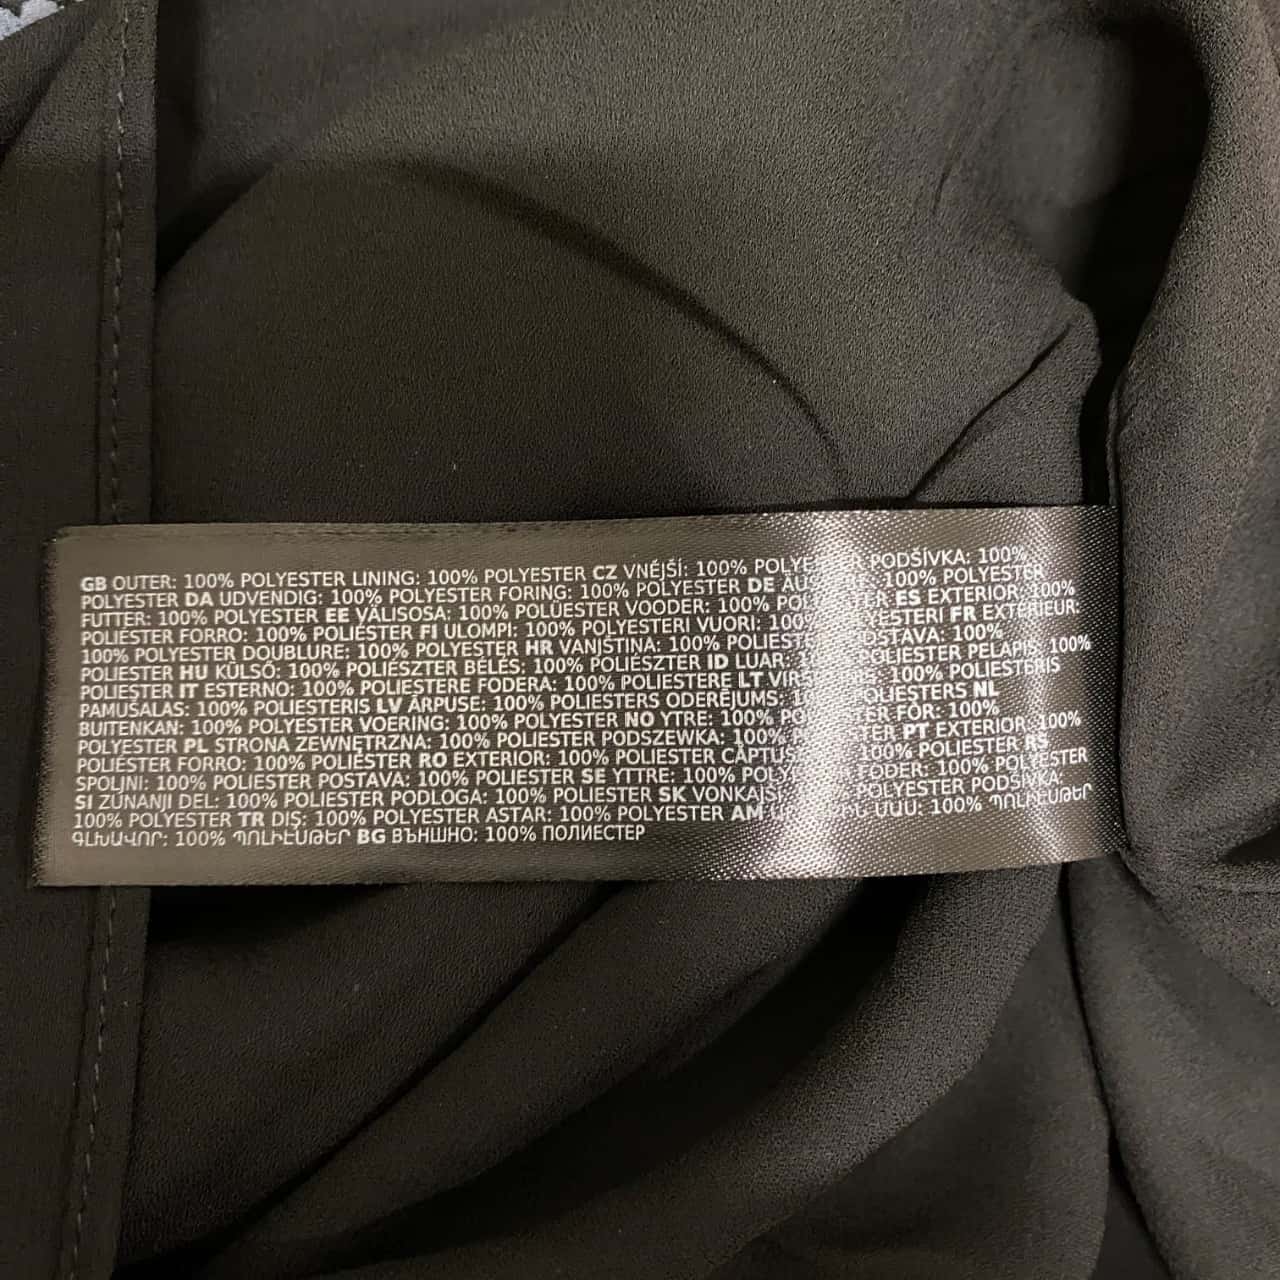 GB OUTER: 100% POLYESTER LINING: 100% POLYESTER CZ VNĚJŠÍ: 100% POLYE PODŠÍVKA: 100%
POLYESTER DA UDVENDIG: 100% POLYESTER FORING: 100% POLYESTER DE 100% POLYESTER
FUTTER: 100% POLYESTER EE VÄLISOSA: 100% POLÜESTER VOODER: 100% ES EXTERIOR: 100%
POLIÉSTER FORRO: 100% POLIÉSTER FI ULOMPI: 100% POLYESTERI VUORI: 100% FR EXTÉRIEUR:
100% POLYESTER DOUBLURE: 100% POLYESTER HR VANJŠTINA: 100% 100%
POLIESTER HU KÜLSŐ: 100% POLIÉSZTER BÉLÉS: 100% POLIÉSZTER ID LUAR: POLIESTER PELAPIS: 100%
POLIESTER IT ESTERNO: 100% POLIESTERE FODERA: 100% POLIESTERE LT POLIESTERIS
PAMUŠALAS: 100% POLIESTERIS LV ĀRPUSE: 100% POLIESTERS ODERĒJUMS: POLIESTERS NL
BUITENKAN: 100% POLYESTER VOERING: 100% POLYESTER NO YTRE: 100% FÔR: 100%
POLYESTER PL STRONA ZEWNĘTRZNA: 100% POLIESTER PODSZEWKA: 100% PT EXTERIOR: 100%
POLIÉSTER FORRO: 100% POLIÉSTER RO EXTERIOR: 100% POLIESTER 100% POLIESTER RS
SPOLJNI: 100% POLIESTER POSTAVA: 100% POLIESTER SE YTTRE: 100% FODER: 100% POLYESTER
SI ZUNANJI DEL: 100% POLIESTER PODLOGA: 100% POLIESTER SK POLYESTER PODŠÍVKA:
100% POLYESTER TR DIŞ: 100% POLYESTER ASTAR: 100% POLYESTER AM ՄԱՍ: 100% ՊՈԼԻԷՍԹԵՐ
ԳԼԽԱՎՈՐ: 100% ՊՈԼԻԷՍԹԵՐ BG ВЪНШНО: 100% ПОЛИЕСТЕР